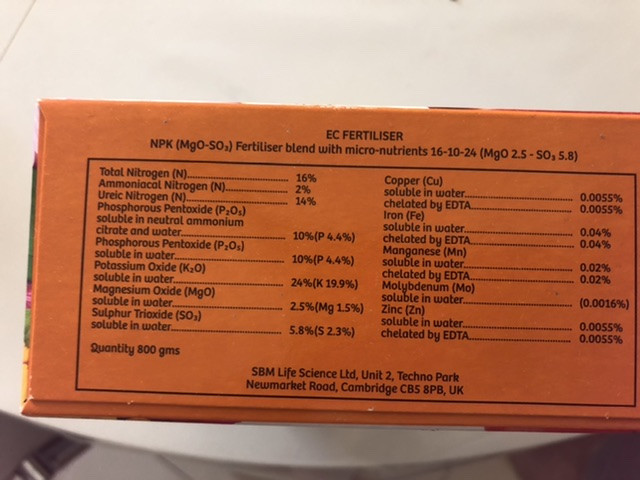 EC FERTILISER
NPK (MgO-SO₃) Fertiliser blend with micro-nutrients 16-10-24 (MgO 2.5 - SO₃ 5.8)
Total Nitrogen (N).................... 16%
Ammoniacal Nitrogen (N).................... 2%
Ureic Nitrogen (N).................... 14%
Phosphorous Pentoxide (P₂O₅)
soluble in neutral ammonium
citrate and water.................... 10%(P 4.4%)
Phosphorous Pentoxide (P₂O₅)
soluble in water.................... 10%(P 4.4%)
Potassium Oxide (K₂O)
soluble in water.................... 24%(K 19.9%)
Magnesium Oxide (MgO)
soluble in water.................... 2.5%(Mg 1.5%)
Sulphur Trioxide (SO₃)
soluble in water.................... 5.8%(S 2.3%)
Quantity 800 gms
Copper (Cu)
soluble in water.................... 0.0055%
chelated by EDTA.................... 0.0055%
Iron (Fe)
soluble in water.................... 0.04%
chelated by EDTA.................... 0.04%
Manganese (Mn)
soluble in water.................... 0.02%
chelated by EDTA.................... 0.02%
Molybdenum (Mo)
soluble in water.................... (0.0016%)
Zinc (Zn)
soluble in water.................... 0.0055%
chelated by EDTA.................... 0.0055%
SBM Life Science Ltd, Unit 2, Techno Park
Newmarket Road, Cambridge CB5 8PB, UK